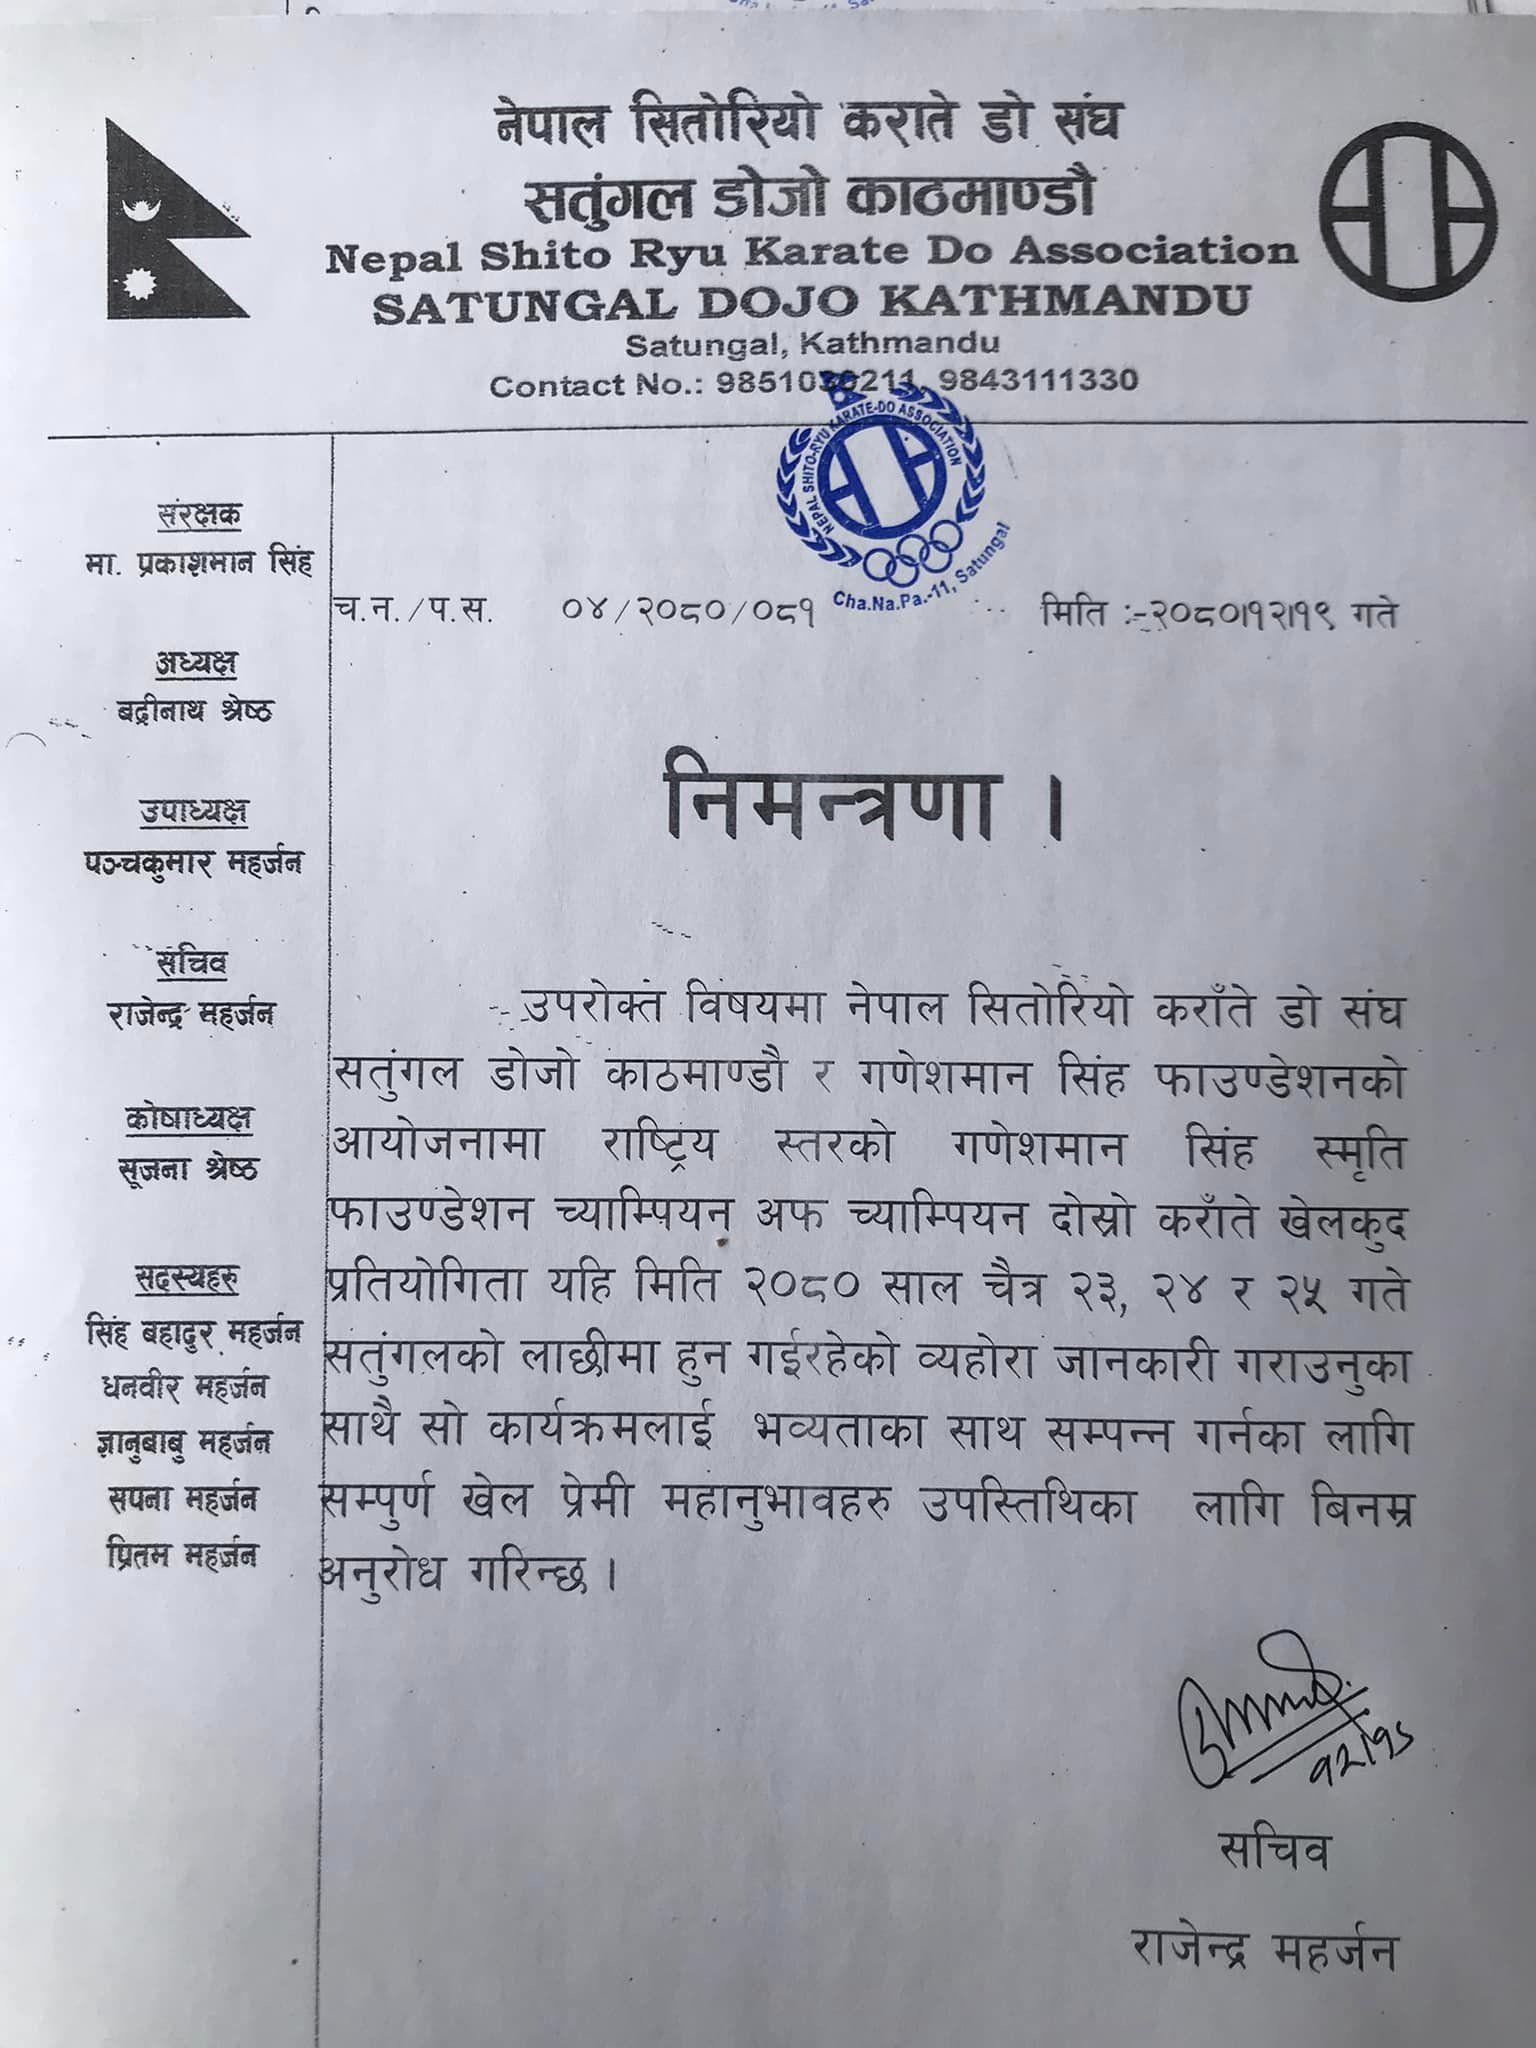 नेपाल सितोरियो कराते डो संघ
सतुंगल डोजो काठमाण्डौ
Nepal Shito Ryu Karate Do Association
SATUNGAL DOJO KATHMANDU
Satungal, Kathmandu
Contact No.: 9851030211, 9843111330
NEPAL SHITO-RYU KARATE-DO ASSOCIATION
Cha.Na.Pa.-11, Satungal
संरक्षक
मा. प्रकाशमान सिंह
अध्यक्ष
बद्रीनाथ श्रेष्ठ
उपाध्यक्ष
पञ्चकुमार महर्जन
सचिव
राजेन्द्र महर्जन
कोषाध्यक्ष
सूजना श्रेष्ठ
सदस्यहरु
सिंह बहादुर महर्जन
धनवीर महर्जन
ज्ञानुबाबु महर्जन
सपना महर्जन
प्रितम महर्जन
च.न./प.स. ०४/२०८०/०८१ मिति :-२०८०।१२।१९ गते
निमन्त्रणा ।
उपरोक्त विषयमा नेपाल सितोरियो कराँते डो संघ
सतुंगल डोजो काठमाण्डौ र गणेशमान सिंह फाउण्डेशनको
आयोजनामा राष्ट्रिय स्तरको गणेशमान सिंह स्मृति
फाउण्डेशन च्याम्पियन अफ च्याम्पियन दोस्रो कराँते खेलकुद
प्रतियोगिता यहि मिति २०८० साल चैत्र २३, २४ र २५ गते
सतुंगलको लाछीमा हुन गईरहेको व्यहोरा जानकारी गराउनुका
साथै सो कार्यक्रमलाई भव्यताका साथ सम्पन्न गर्नका लागि
सम्पुर्ण खेल प्रेमी महानुभावहरु उपस्तिथिका लागि बिनम्र
अनुरोध गरिन्छ ।
सचिव
राजेन्द्र महर्जन